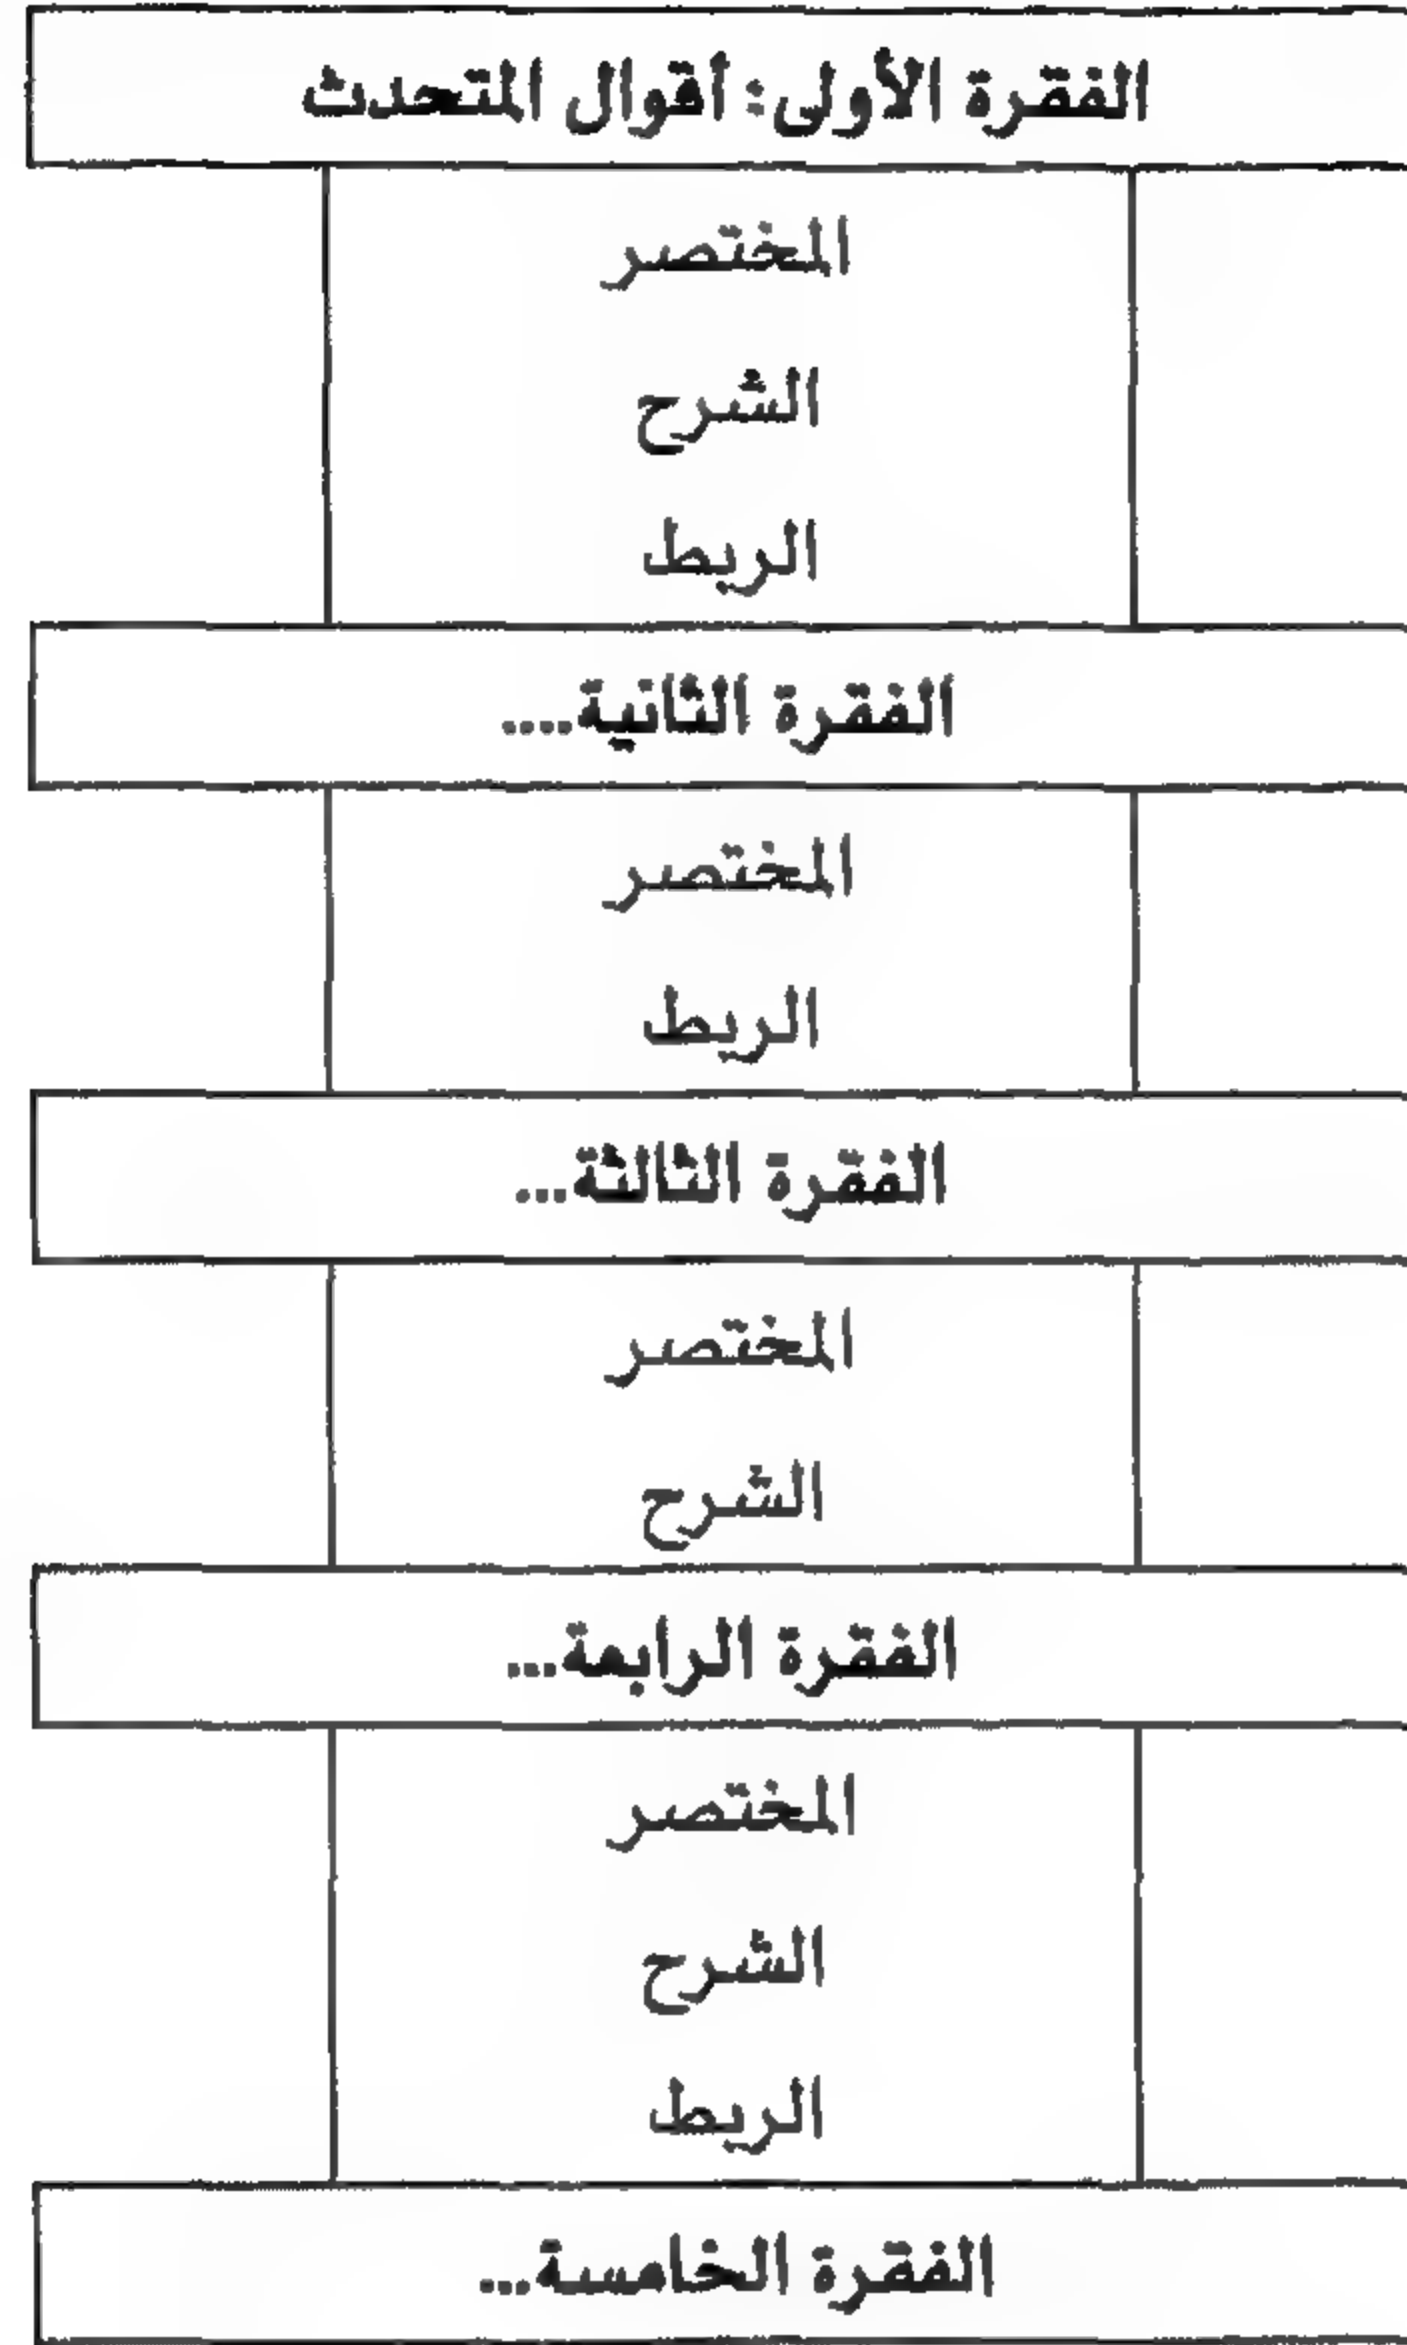 الفقرة الأولى: أقوال المتحدث
المختصر
الشرح
الربط
الفقرة الثانية....
المختصر
الربط
الفقرة الثالثة...
المختصر
الشرح
الفقرة الرابعة...
المختصر
الشرح
الربط
الفقرة الخامسة...